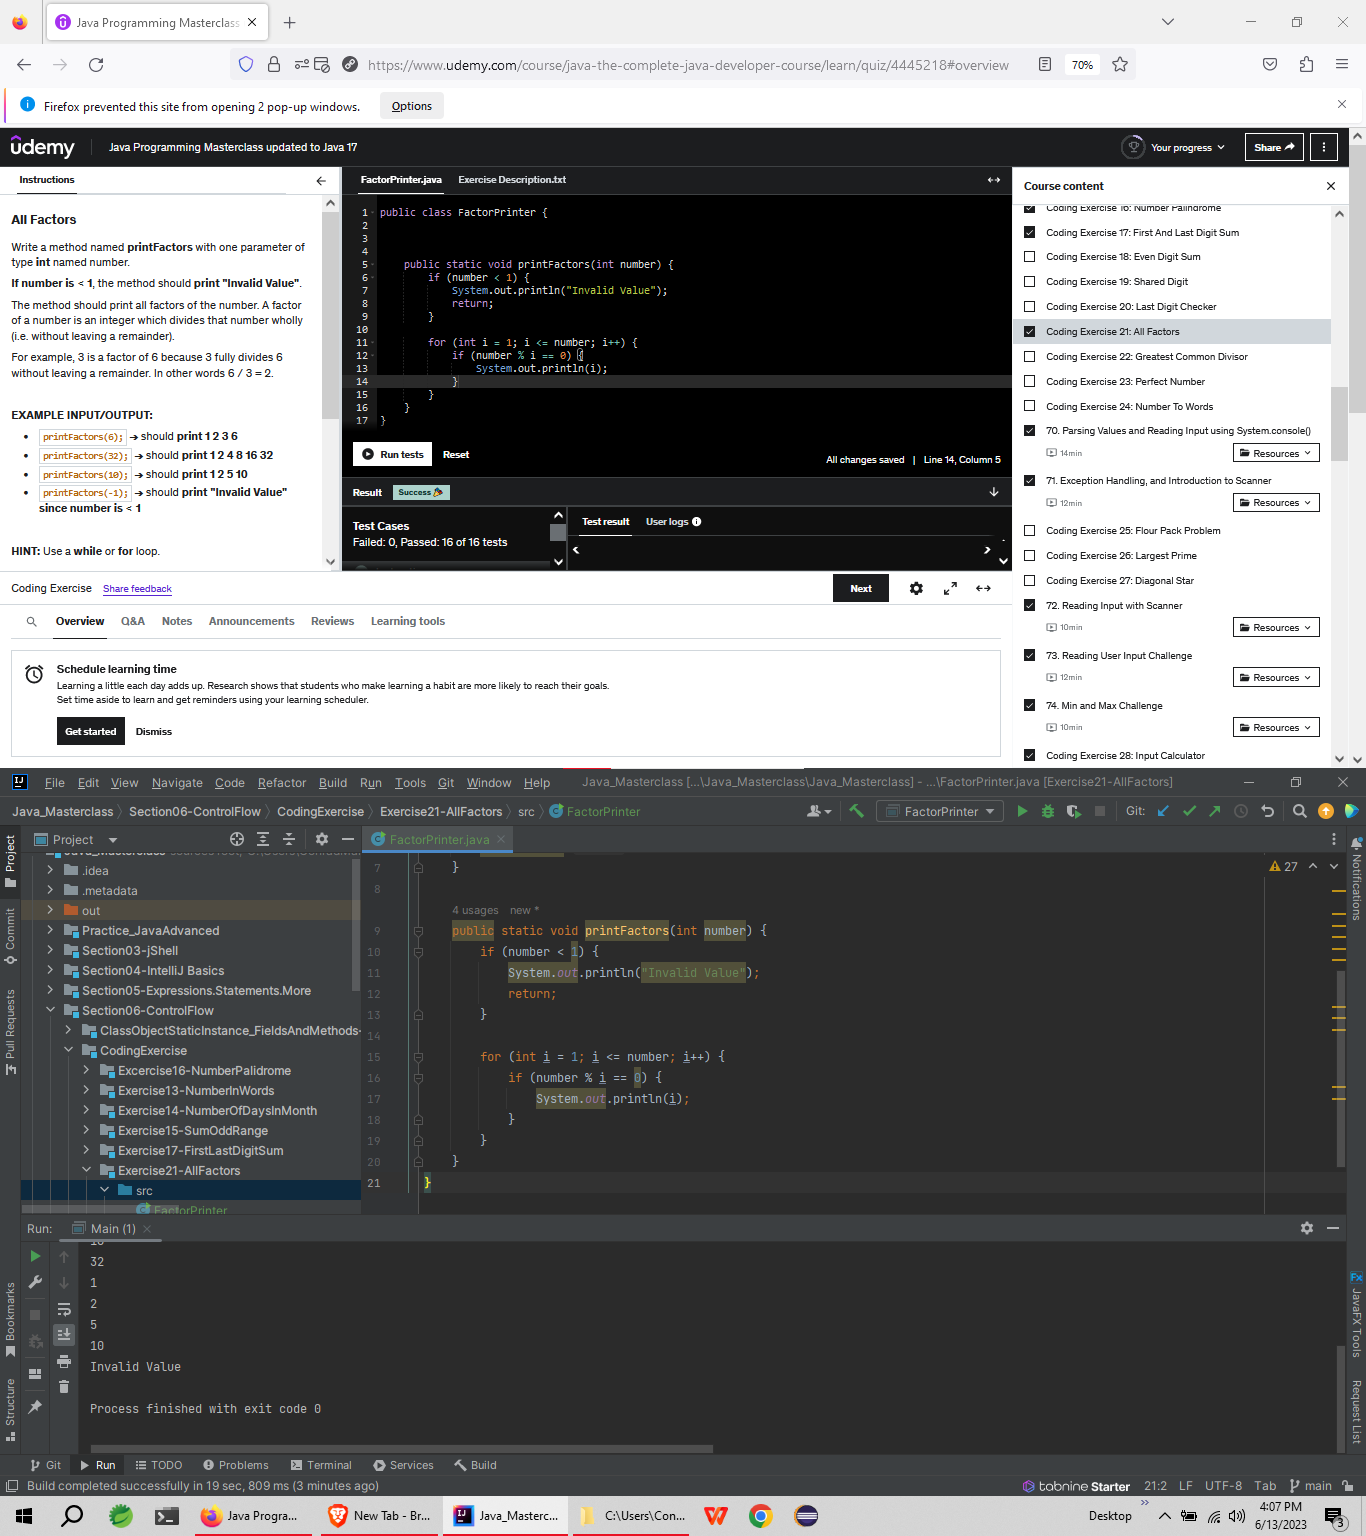 Java Programming Masterclass
https://www.udemy.com/course/java-the-complete-java-developer-course/learn/quiz/4445218#overview
70%
Firefox prevented this site from opening 2 pop-up windows.
Options
udemy
Java Programming Masterclass updated to Java 17
Your progress
Share
Instructions
All Factors
Write a method named printFactors with one parameter of
type int named number.
If number is < 1, the method should print "Invalid Value".
The method should print all factors of the number. A factor
of a number is an integer which divides that number wholly
(i.e. without leaving a remainder).
For example, 3 is a factor of 6 because 3 fully divides 6
without leaving a remainder. In other words 6 / 3 = 2.
EXAMPLE INPUT/OUTPUT:
printFactors(6); → should print 1 2 3 6
printFactors(32); → should print 1 2 4 8 16 32
printFactors(10); → should print 1 2 5 10
printFactors(-1); → should print "Invalid Value"
since number is < 1
HINT: Use a while or for loop.
FactorPrinter.java
Exercise Description.txt
1 public class FactorPrinter {
2
3
4
5 public static void printFactors(int number) {
6 if (number < 1) {
7 System.out.println("Invalid Value");
8 return;
9 }
10
11 for (int i = 1; i <= number; i++) {
12 if (number % i == 0) {
13 System.out.println(i);
14 }
15 }
16 }
17 }
Run tests
Reset
All changes saved | Line 14, Column 5
Result
Success
Test Cases
Failed: 0, Passed: 16 of 16 tests
Test result
User logs
Course content
Coding Exercise 16: Number Palindrome
Coding Exercise 17: First And Last Digit Sum
Coding Exercise 18: Even Digit Sum
Coding Exercise 19: Shared Digit
Coding Exercise 20: Last Digit Checker
Coding Exercise 21: All Factors
Coding Exercise 22: Greatest Common Divisor
Coding Exercise 23: Perfect Number
Coding Exercise 24: Number To Words
70. Parsing Values and Reading Input using System.console()
14min
Resources
71. Exception Handling, and Introduction to Scanner
12min
Resources
Coding Exercise 25: Flour Pack Problem
Coding Exercise 26: Largest Prime
Coding Exercise 27: Diagonal Star
72. Reading Input with Scanner
10min
Resources
73. Reading User Input Challenge
12min
Resources
74. Min and Max Challenge
10min
Resources
Coding Exercise 28: Input Calculator
Coding Exercise
Share feedback
Next
Overview
Q&A
Notes
Announcements
Reviews
Learning tools
Schedule learning time
Learning a little each day adds up. Research shows that students who make learning a habit are more likely to reach their goals.
Set time aside to learn and get reminders using your learning scheduler.
Get started
Dismiss
IJ File Edit View Navigate Code Refactor Build Run Tools Git Window Help
Java_Masterclass [...\Java_Masterclass\Java_Masterclass] - ...\FactorPrinter.java [Exercise21-AllFactors]
Java_Masterclass Section06-ControlFlow CodingExercise Exercise21-AllFactors src FactorPrinter
FactorPrinter
Git:
Project
FactorPrinter.java
.idea
.metadata
out
Practice_JavaAdvanced
Section03-jShell
Section04-IntelliJ Basics
Section05-Expressions.Statements.More
Section06-ControlFlow
ClassObjectStaticInstance_FieldsAndMethods-
CodingExercise
Excercise16-NumberPalidrome
Exercise13-NumberInWords
Exercise14-NumberOfDaysInMonth
Exercise15-SumOddRange
Exercise17-FirstLastDigitSum
Exercise21-AllFactors
src
FactorPrinter
27
7 }
8
4 usages new *
9 public static void printFactors(int number) {
10 if (number < 1) {
11 System.out.println("Invalid Value");
12 return;
13 }
14
15 for (int i = 1; i <= number; i++) {
16 if (number % i == 0) {
17 System.out.println(i);
18 }
19 }
20 }
21 }
Project
Commit
Pull Requests
Bookmarks
Structure
Notifications
Fx JavaFX Tools
Request List
Run:
Main (1)
16
32
1
2
5
10
Invalid Value
Process finished with exit code 0
Git
Run
TODO
Problems
Terminal
Services
Build
Build completed successfully in 19 sec, 809 ms (3 minutes ago)
tabnine Starter
21:2
LF
UTF-8
Tab
main
Java Progra...
New Tab - Br...
IJ Java_Masterc...
C:\Users\Con...
Desktop
4:07 PM
6/13/2023
3